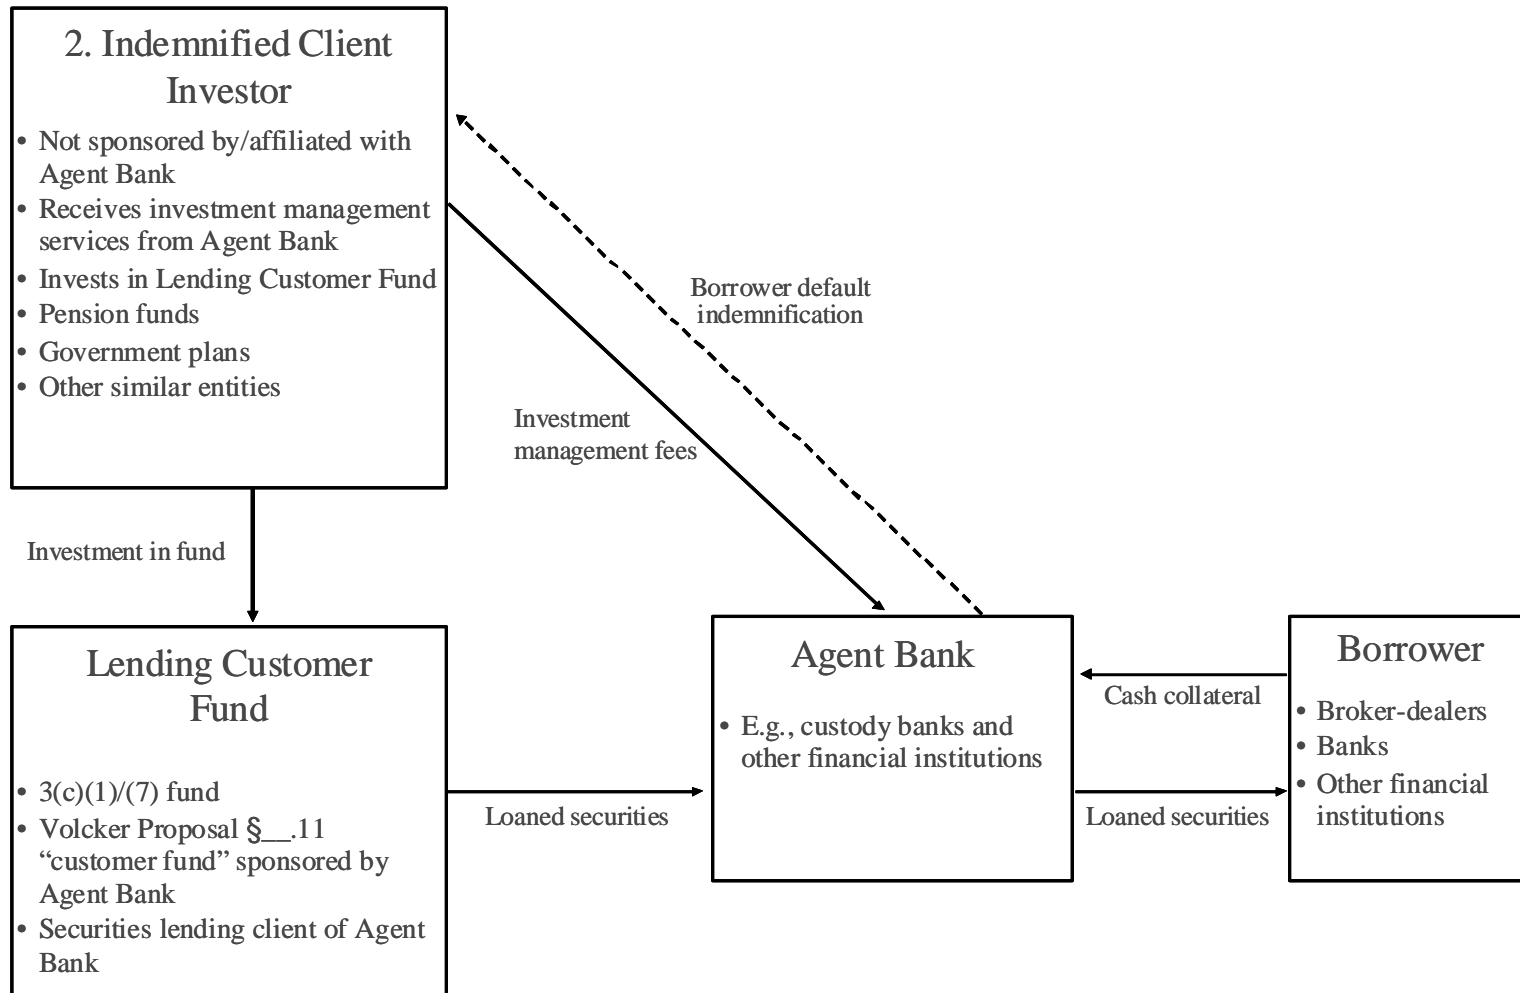 2. Indemnified Client
Investor
• Not sponsored by/affiliated with
Agent Bank
• Receives investment management
services from Agent Bank
• Invests in Lending Customer Fund
• Pension funds
• Government plans
• Other similar entities
Borrower default
indemnification
Investment
management fees
Investment in fund
Lending Customer
Fund
• 3(c)(1)/(7) fund
• Volcker Proposal §__.11
“customer fund” sponsored by
Agent Bank
• Securities lending client of Agent
Bank
Loaned securities
Agent Bank
• E.g., custody banks and
other financial institutions
Cash collateral
Loaned securities
Borrower
• Broker-dealers
• Banks
• Other financial
institutions